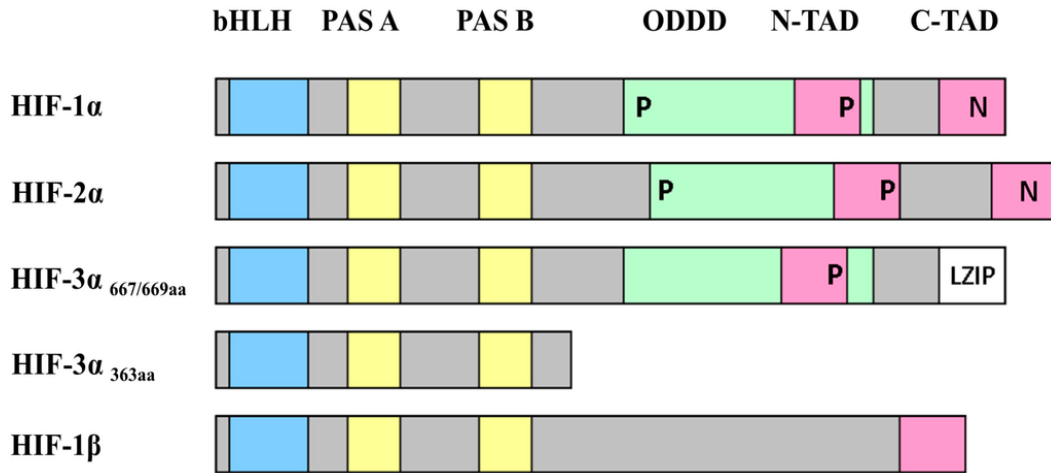 bHLH PAS A PAS B ODDD N-TAD C-TAD
HIF-1α P P N
HIF-2α P P N
HIF-3α 667/669aa P LZIP
HIF-3α 363aa
HIF-1β